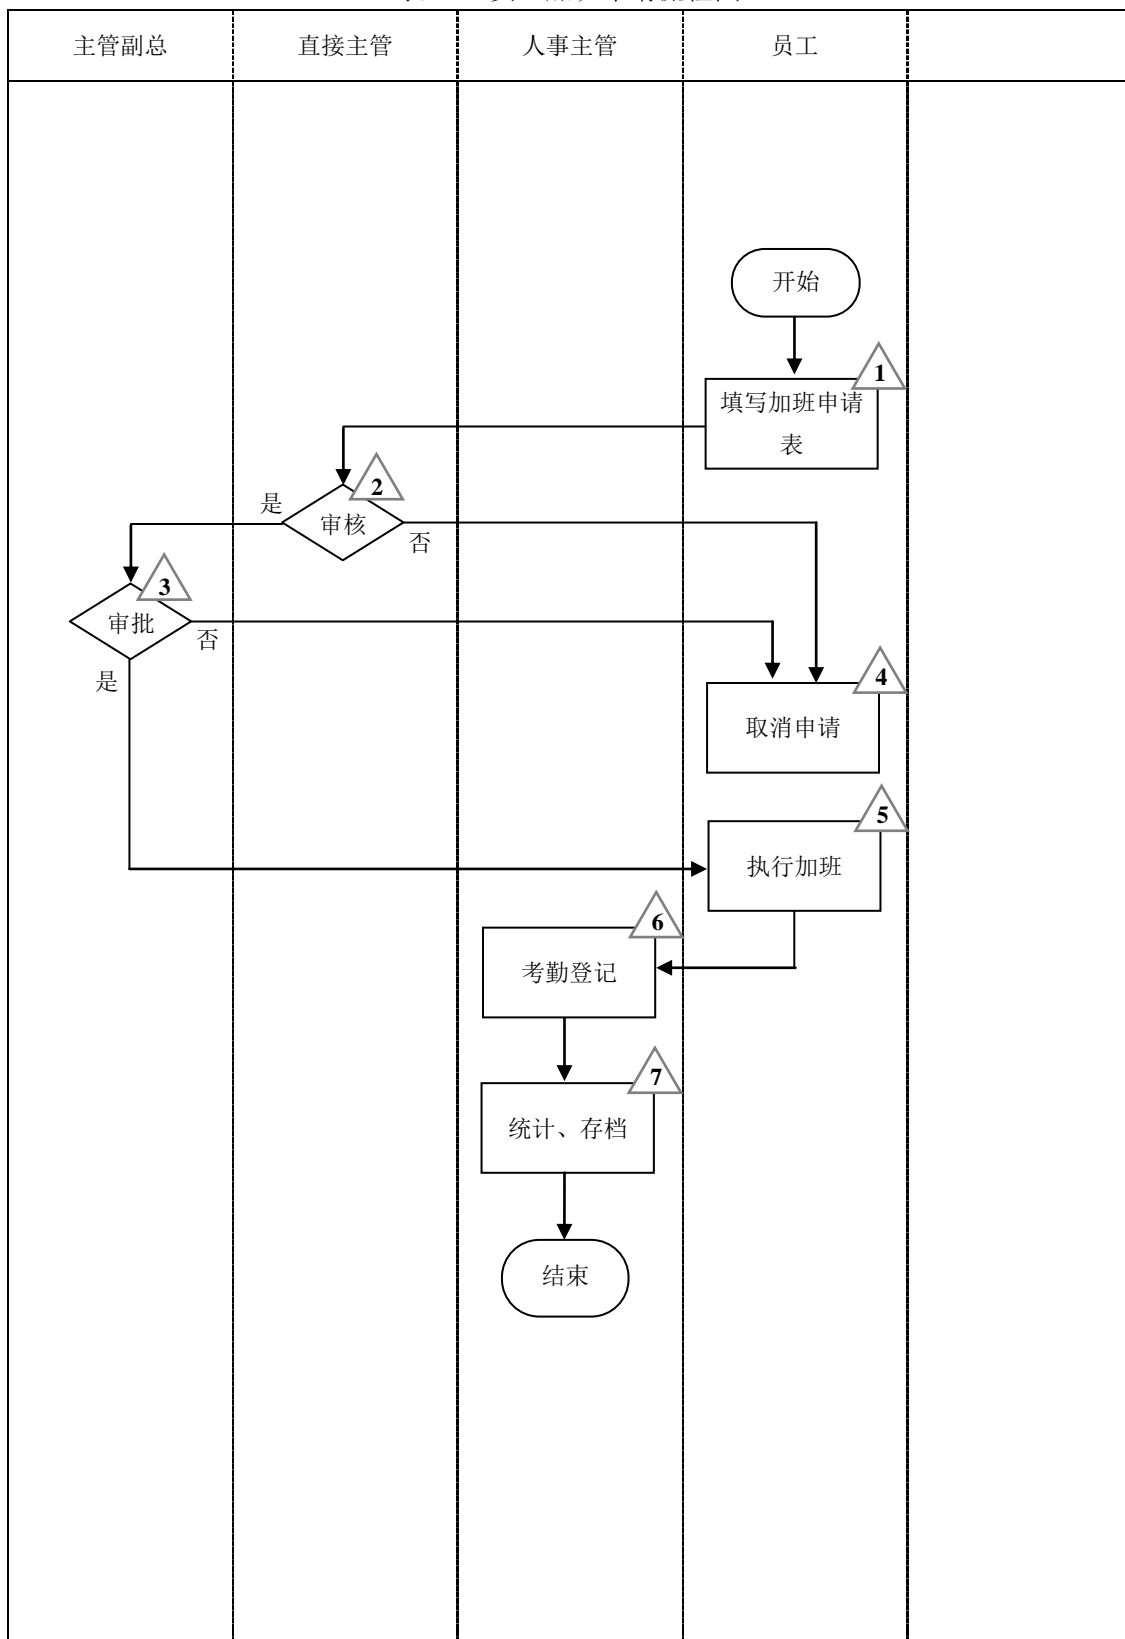 主管副总
直接主管
人事主管
员工
开始
1
填写加班申请
表
2
是
审核
否
3
审批
否
是
4
取消申请
5
执行加班
6
考勤登记
7
统计、存档
结束